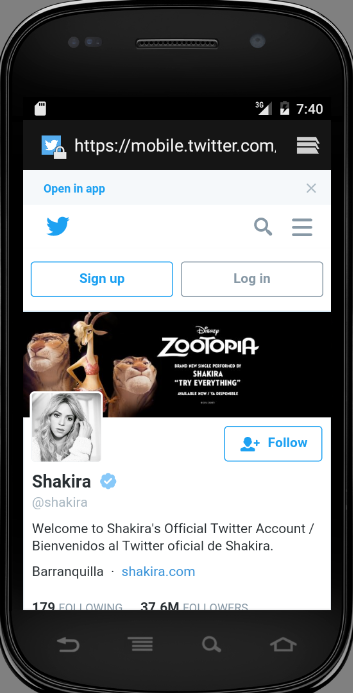 3G 7:40
https://mobile.twitter.com,
Open in app
Sign up Log in
Disney
ZOOTOPIA
BRAND NEW SINGLE PERFORMED BY
SHAKIRA
"TRY EVERYTHING"
AVAILABLE NOW / YA DISPONIBLE
Follow
Shakira
@shakira
Welcome to Shakira's Official Twitter Account /
Bienvenidos al Twitter oficial de Shakira.
Barranquilla · shakira.com
179 FOLLOWING 37.6M FOLLOWERS